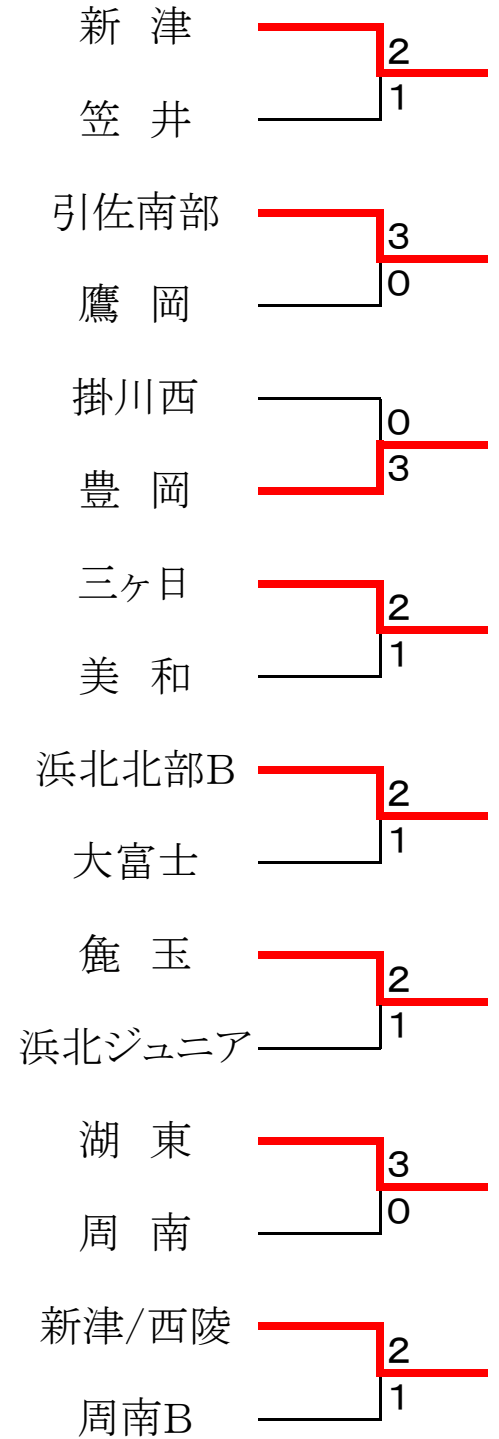 新 津
2
1
笠 井
引佐南部
3
0
鷹 岡
掛川西
0
3
豊 岡
三ヶ日
2
1
美 和
浜北北部B
2
1
大富士
麁 玉
2
1
浜北ジュニア
湖 東
3
0
周 南
新津/西陵
2
1
周南B